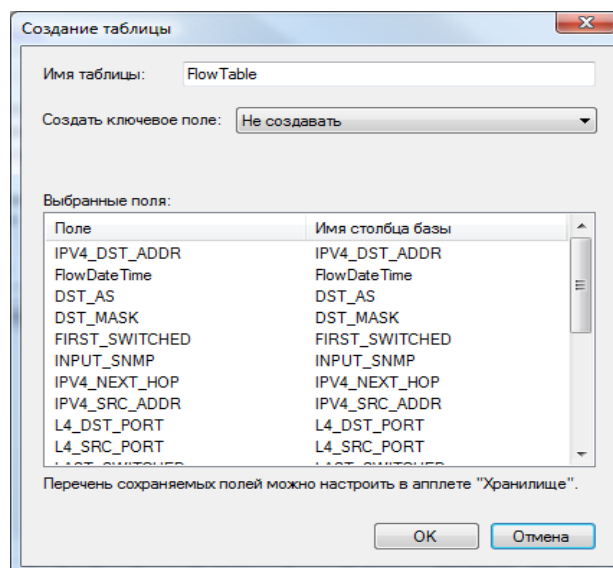 Создание таблицы
Имя таблицы: FlowTable
Создать ключевое поле: Не создавать
Выбранные поля:
Поле Имя столбца базы
IPV4_DST_ADDR IPV4_DST_ADDR
FlowDateTime FlowDateTime
DST_AS DST_AS
DST_MASK DST_MASK
FIRST_SWITCHED FIRST_SWITCHED
INPUT_SNMP INPUT_SNMP
IPV4_NEXT_HOP IPV4_NEXT_HOP
IPV4_SRC_ADDR IPV4_SRC_ADDR
L4_DST_PORT L4_DST_PORT
L4_SRC_PORT L4_SRC_PORT
LAST_SWITCHED LAST_SWITCHED
Перечень сохраняемых полей можно настроить в апплете "Хранилище".
OK Отмена